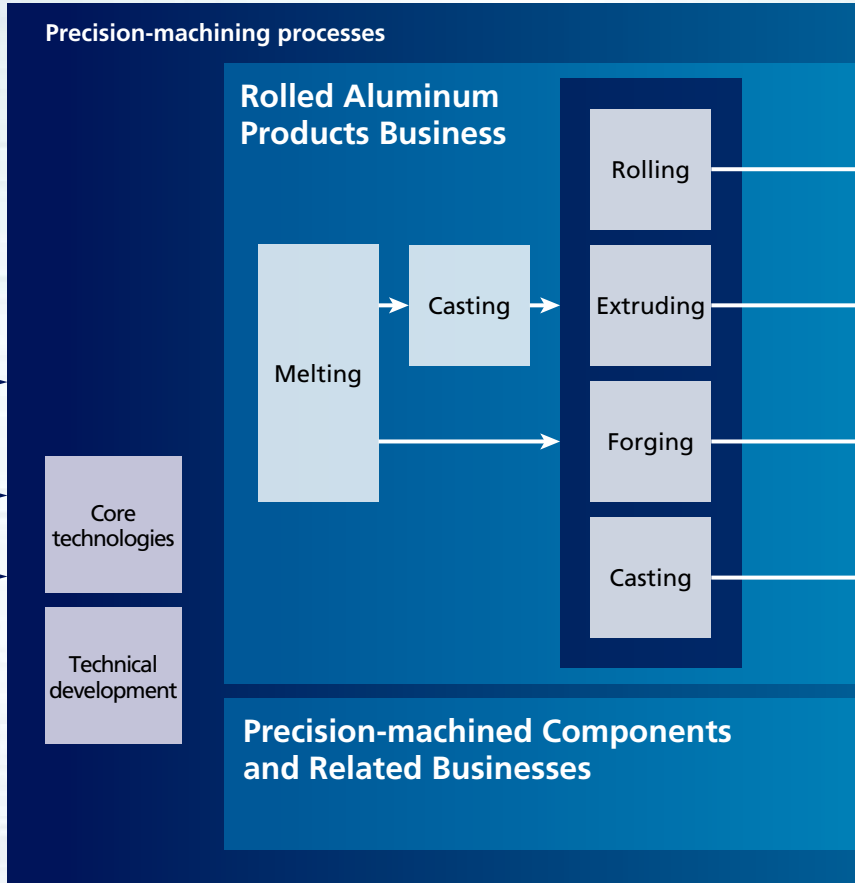 Precision-machining processes
Rolled Aluminum
Products Business
Rolling
Melting
Casting
Extruding
Forging
Casting
Core
technologies
Technical
development
Precision-machined Components
and Related Businesses